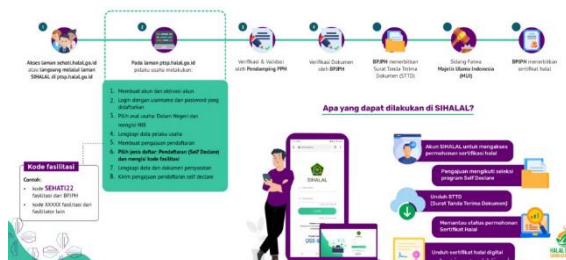 1
2
3
4
Akses laman sehati.halal.go.id
atau langsung melalui laman
SIHALAL di ptsp.halal.go.id
Pada laman ptsp.halal.go.id
pelaku usaha melakukan:
Verifikasi & Validasi
oleh Pendamping PPH
Verifikasi Dokumen
oleh BPJPH
BPJPH menerbitkan
Surat Tanda Terima
Dokumen (STTD)
Sidang Fatwa
Majelis Ulama Indonesia
(MUI)
BPJPH menerbitkan
sertifikat halal
1. Membuat akun dan aktivasi akun
2. Login dengan username dan password yang
didaftarkan
3. Pilih asal usaha: Dalam Negeri dan
mengisi NIB
4. Lengkapi data pelaku usaha
5. Membuat pengajuan pendaftaran
6. Pilih jenis daftar: Pendaftaran (Self Declare)
dan mengisi kode fasilitasi
7. Lengkapi data dan dokumen persyaratan
8. Kirim pengajuan pendaftaran self declare
Kode fasilitasi
Contoh:
• kode SEHATI22
fasilitasi dari BPJPH
• kode XXXXX fasilitasi dari
fasilitator lain
Apa yang dapat dilakukan di SIHALAL?
Akun SIHALAL untuk mengakses
permohonan sertifikasi halal
Pengajuan mengikuti seleksi
program Self Declare
Unduh STTD
(Surat Tanda Terima Dokumen)
Memantau status permohonan
Sertifikat Halal
Unduh sertifikat halal digital
SIHALAL
HALAL